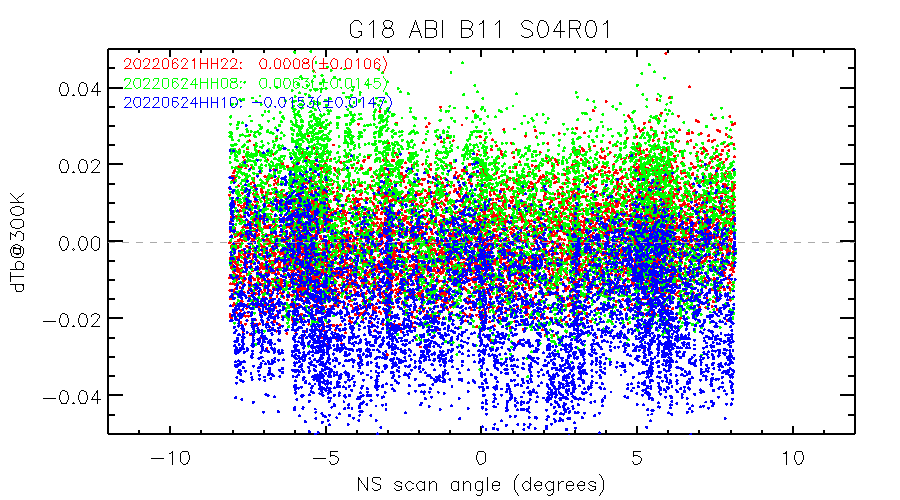 G18 ABI B11 S04R01
20220621HH22: 0.0008(±0.0106)
20220624HH08: 0.0063(±0.0145)
20220624HH10: -0.0153(±0.0147)
0.04
0.02
0.00
-0.02
-0.04
dTb@300K
-10 -5 0 5 10
NS scan angle (degrees)